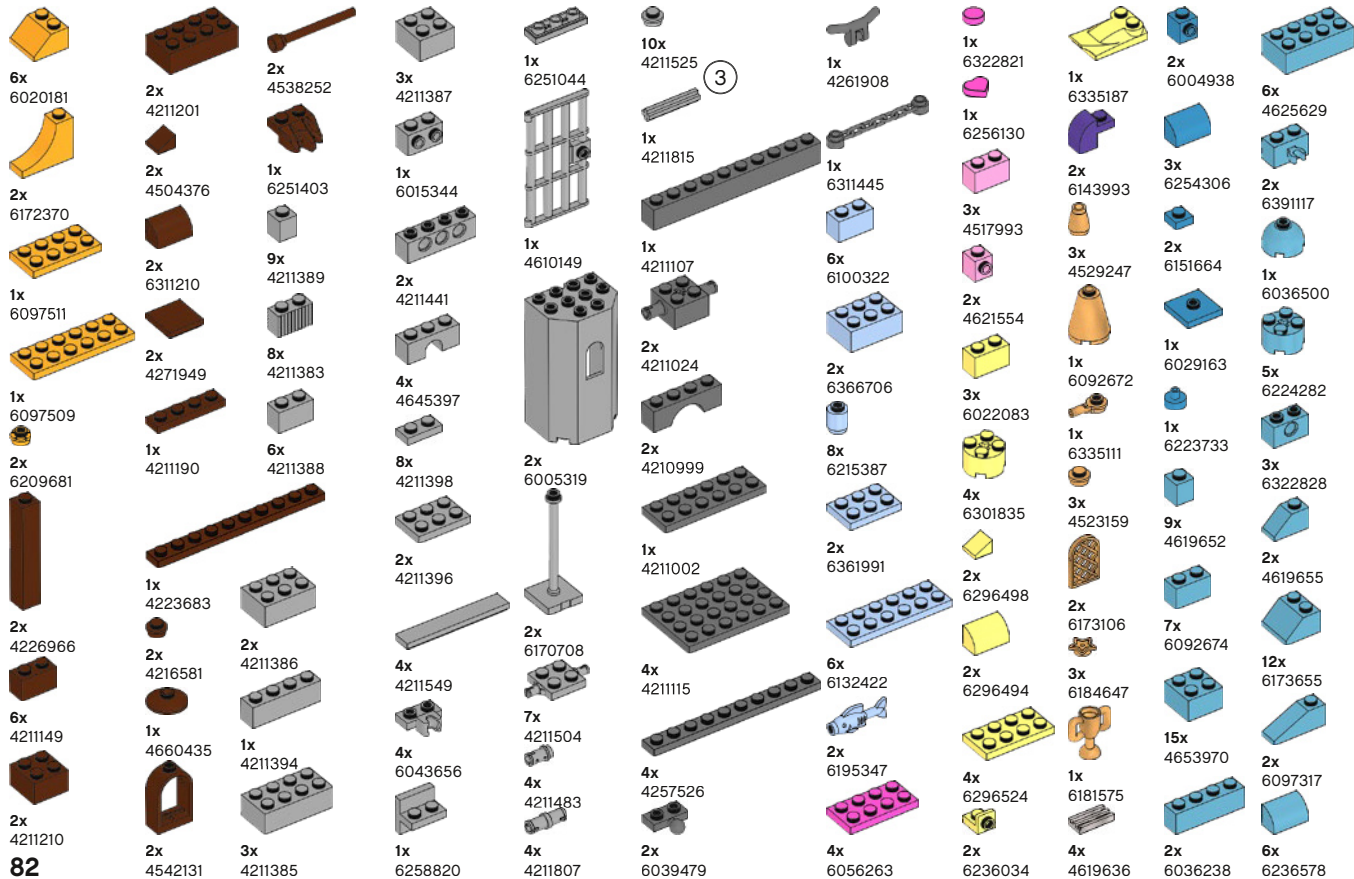 6x
6020181
2x
6172370
1x
6097511
1x
6097509
2x
6209681
2x
4226966
6x
4211149
2x
4211210
82
2x
4211201
2x
4504376
2x
6311210
2x
4271949
1x
4211190
1x
4223683
2x
4216581
1x
4660435
2x
4542131
2x
4538252
1x
6251403
9x
4211389
8x
4211383
6x
4211388
2x
4211386
1x
4211394
3x
4211385
3x
4211387
1x
6015344
2x
4211441
4x
4645397
8x
4211398
2x
4211396
4x
4211549
4x
6043656
1x
6258820
1x
6251044
1x
4610149
2x
6005319
2x
6170708
7x
4211504
4x
4211483
4x
4211807
10x
4211525
3
1x
4211815
1x
4211107
2x
4211024
2x
4210999
1x
4211002
4x
4211115
4x
4257526
2x
6039479
1x
4261908
1x
6311445
6x
6100322
2x
6366706
8x
6215387
2x
6361991
6x
6132422
2x
6195347
4x
6056263
1x
6322821
1x
6256130
3x
4517993
2x
4621554
3x
6022083
4x
6301835
2x
6296498
2x
6296494
4x
6296524
2x
6236034
1x
6335187
2x
6143993
3x
4529247
1x
6092672
1x
6335111
3x
4523159
2x
6173106
3x
6184647
1x
6181575
4x
4619636
2x
6004938
3x
6254306
2x
6151664
1x
6029163
1x
6223733
9x
4619652
7x
6092674
15x
4653970
2x
6036238
6x
4625629
2x
6391117
1x
6036500
5x
6224282
3x
6322828
2x
4619655
12x
6173655
2x
6097317
6x
6236578